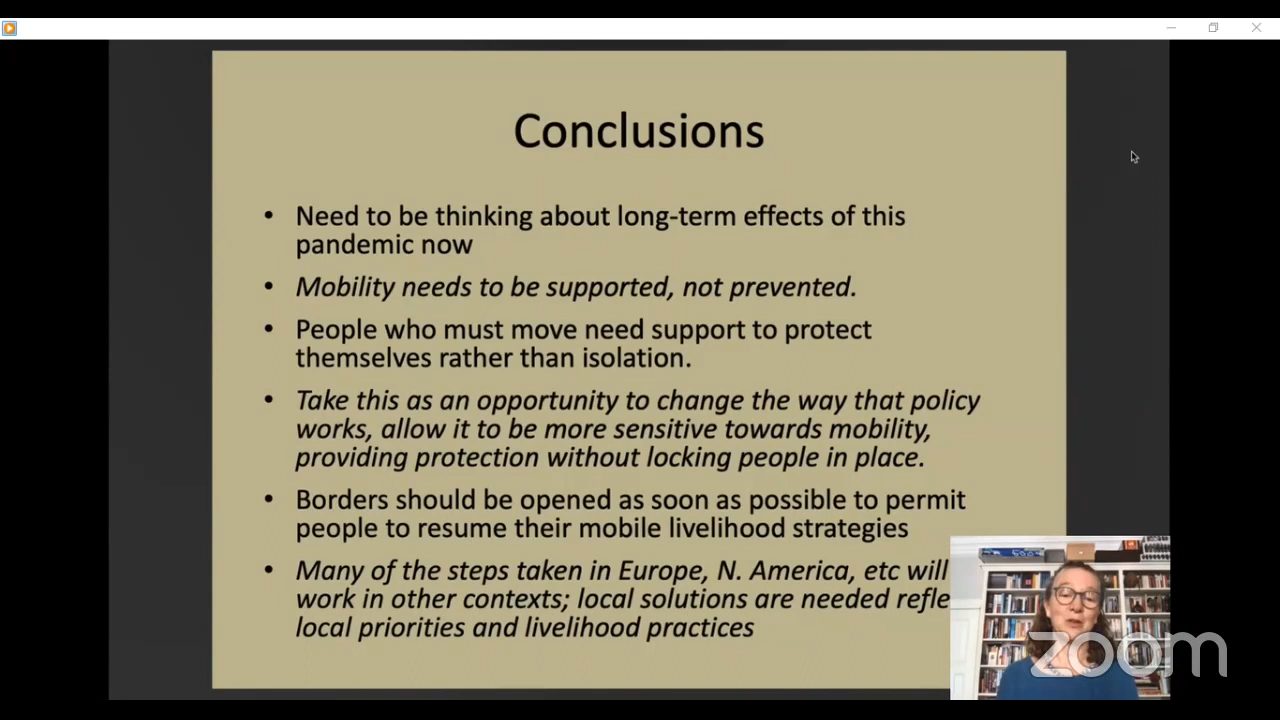 Conclusions
• Need to be thinking about long-term effects of this
pandemic now
• Mobility needs to be supported, not prevented.
• People who must move need support to protect
themselves rather than isolation.
• Take this as an opportunity to change the way that policy
works, allow it to be more sensitive towards mobility,
providing protection without locking people in place.
• Borders should be opened as soon as possible to permit
people to resume their mobile livelihood strategies
• Many of the steps taken in Europe, N. America, etc will
work in other contexts; local solutions are needed refle
local priorities and livelihood practices
zoom